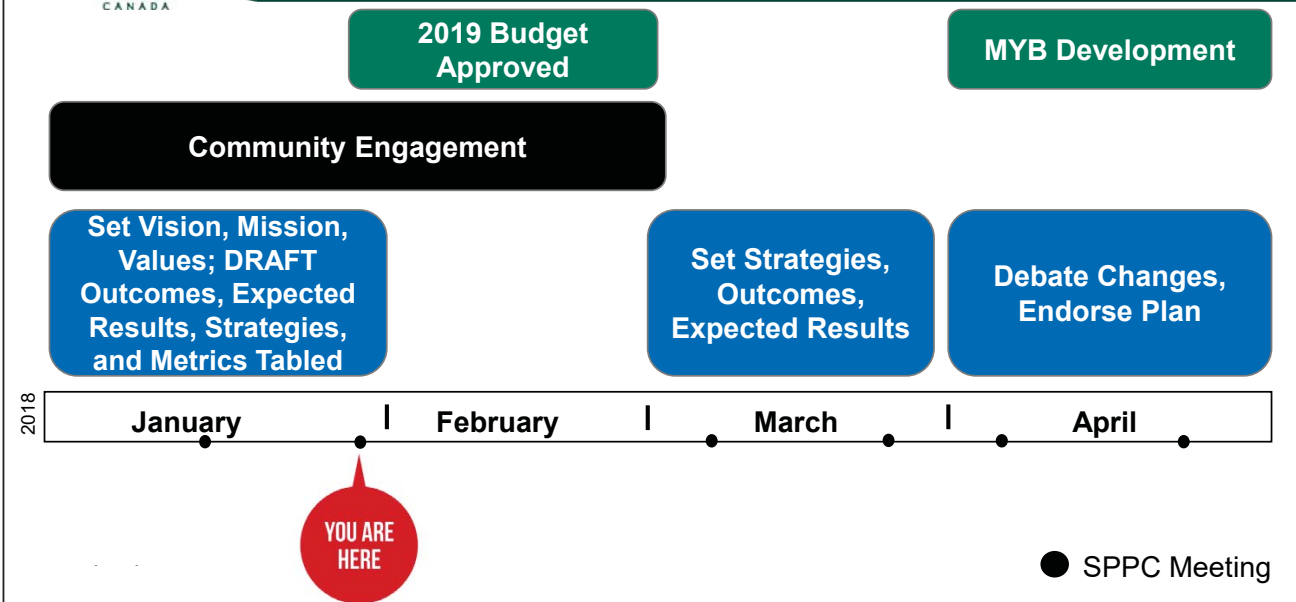 CANADA
2019 Budget
Approved
MYB Development
Community Engagement
Set Vision, Mission,
Values; DRAFT
Outcomes, Expected
Results, Strategies,
and Metrics Tabled
Set Strategies,
Outcomes,
Expected Results
Debate Changes,
Endorse Plan
2018
January
February
March
April
YOU ARE
HERE
SPPC Meeting